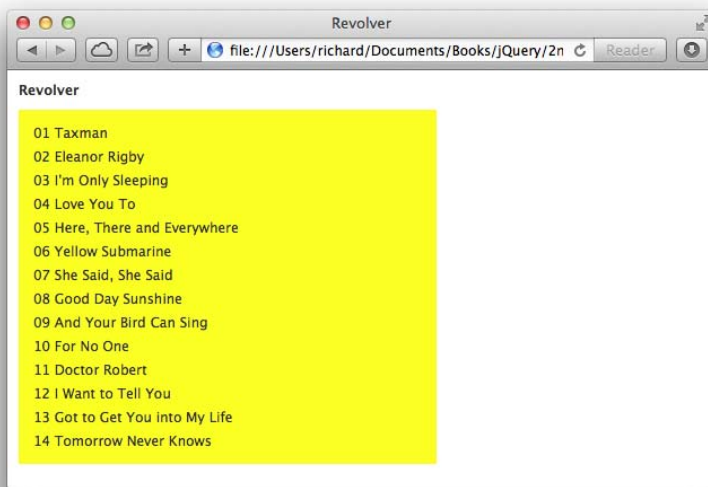 Revolver
file:///Users/richard/Documents/Books/jQuery/2n
Reader
Revolver
01 Taxman
02 Eleanor Rigby
03 I'm Only Sleeping
04 Love You To
05 Here, There and Everywhere
06 Yellow Submarine
07 She Said, She Said
08 Good Day Sunshine
09 And Your Bird Can Sing
10 For No One
11 Doctor Robert
12 I Want to Tell You
13 Got to Get You into My Life
14 Tomorrow Never Knows